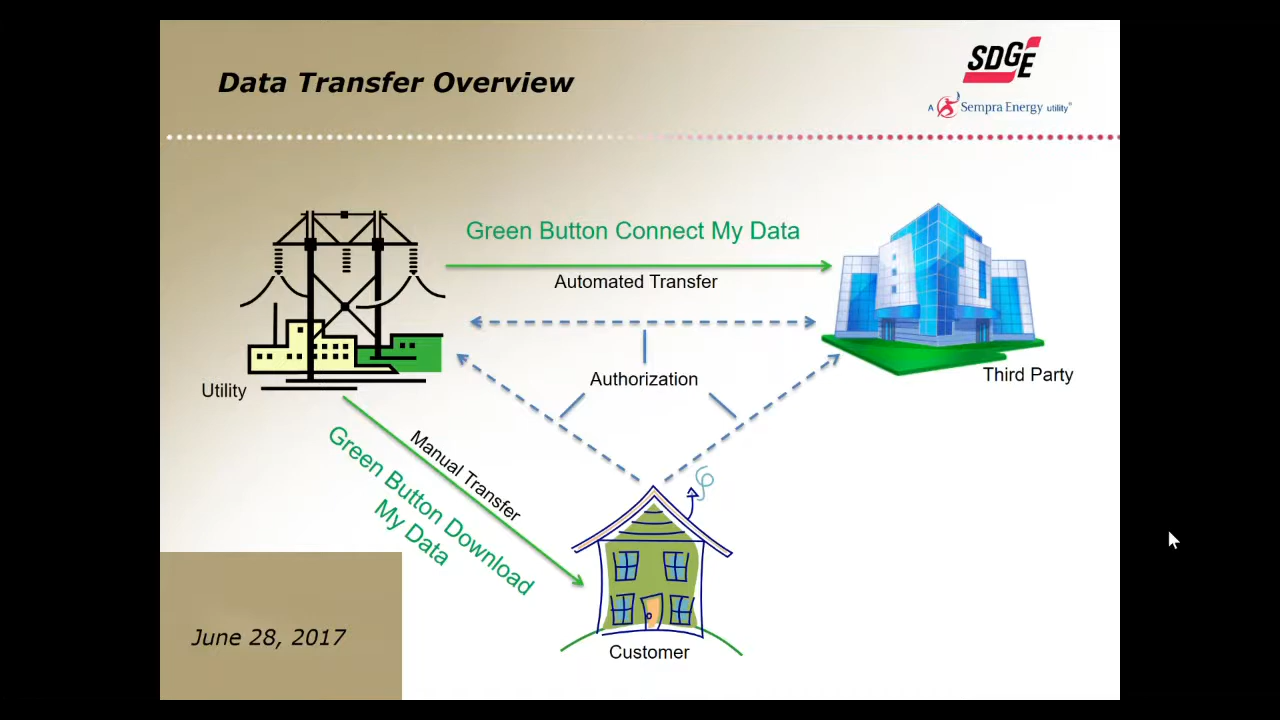 Data Transfer Overview
SDGE
A Sempra Energy utility®
Green Button Connect My Data
Automated Transfer
Authorization
Utility
Third Party
Manual Transfer
Green Button Download
My Data
Customer
June 28, 2017